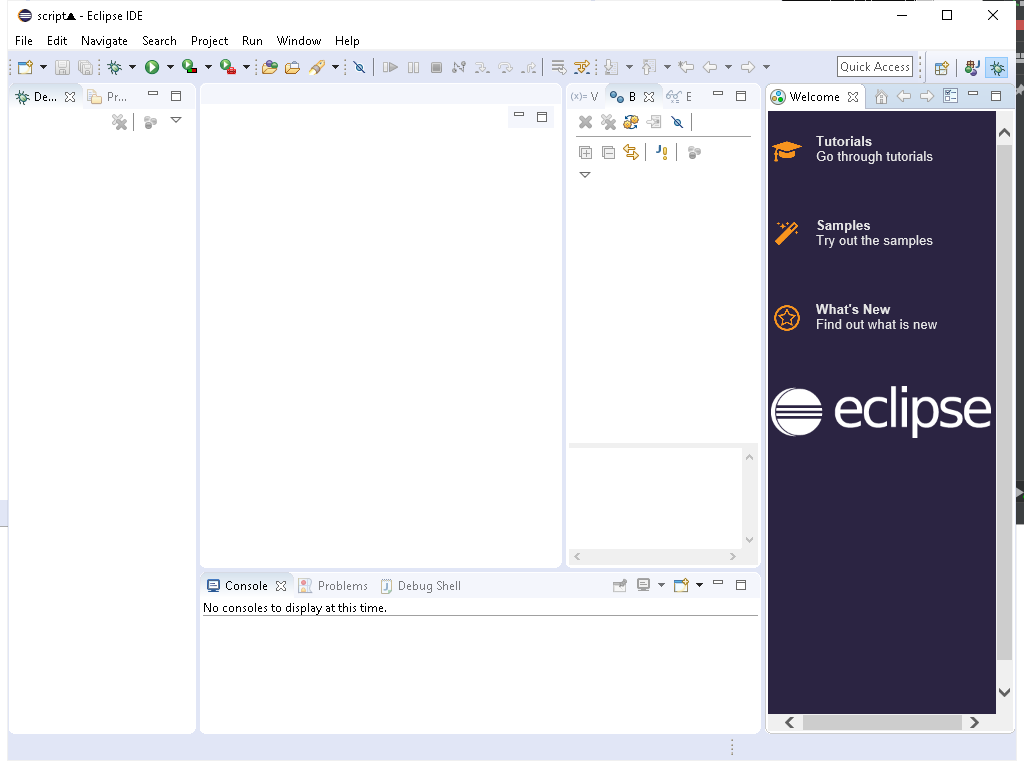 script▲ - Eclipse IDE
File Edit Navigate Search Project Run Window Help
Quick Access
De... Pr... (x)= V B E Welcome
Tutorials
Go through tutorials
Samples
Try out the samples
What's New
Find out what is new
eclipse
Console Problems Debug Shell
No consoles to display at this time.